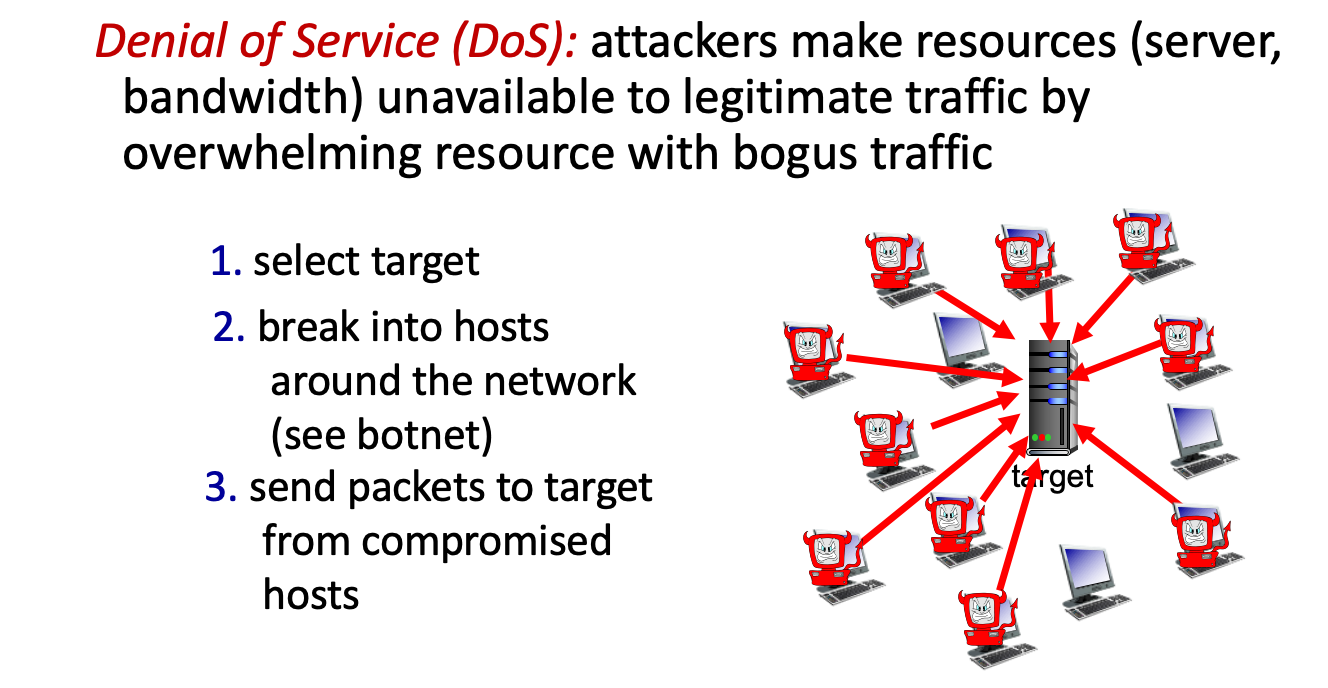 Denial of Service (DoS): attackers make resources (server,
bandwidth) unavailable to legitimate traffic by
overwhelming resource with bogus traffic
1. select target
2. break into hosts
around the network
(see botnet)
3. send packets to target
from compromised
hosts
target